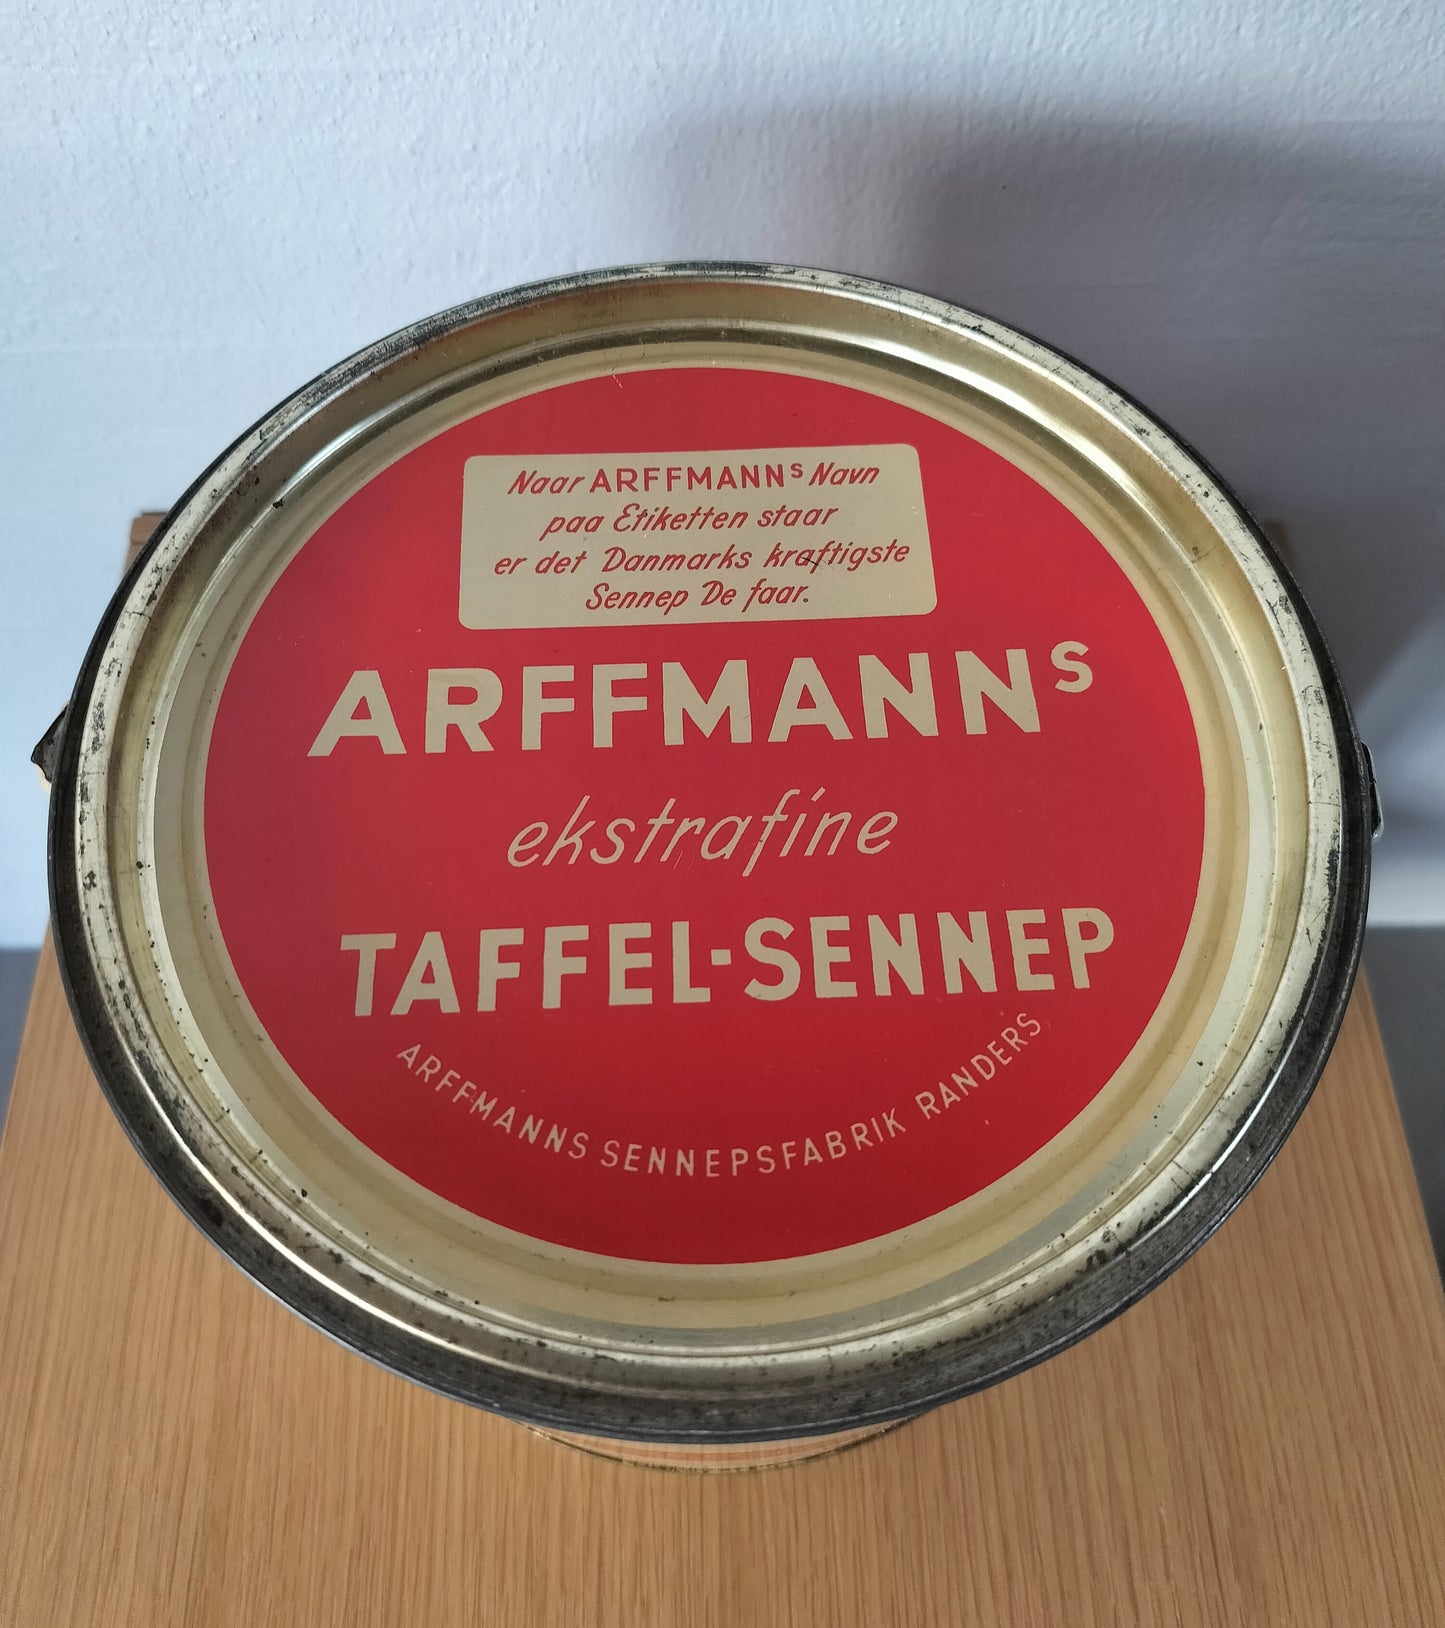 Naar ARFFMANNs Navn
paa Etiketten staar
er det Danmarks kraftigste
Sennep De faar.
ARFFMANNs
ekstrafine
TAFFEL-SENNEP
ARFFMANNS SENNEPSFABRIK RANDERS